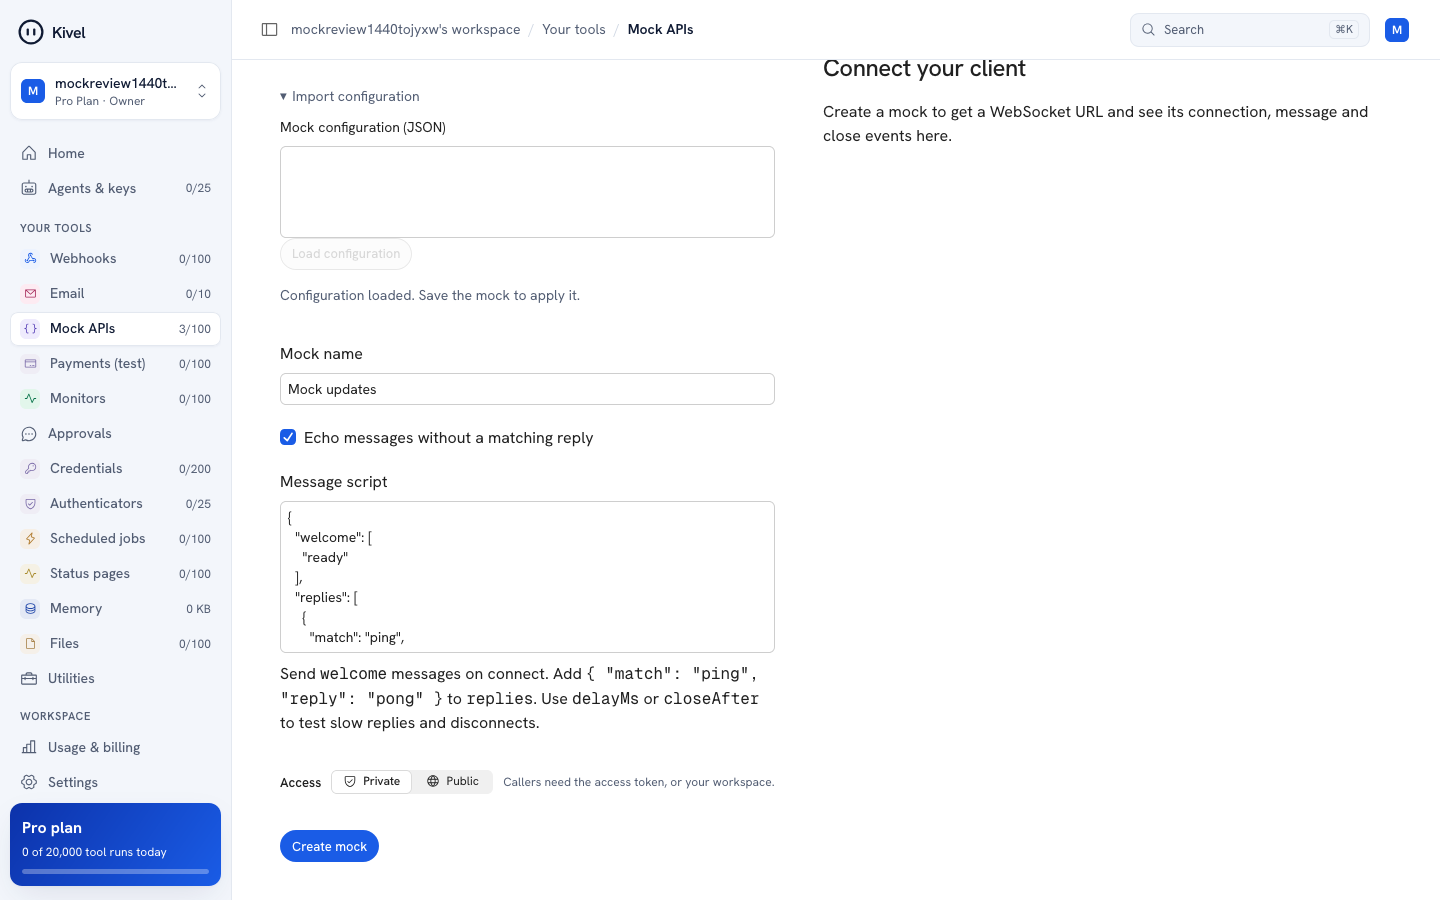 Kivel
M
mockreview1440t...
Pro Plan · Owner
Home
Agents & keys 0/25
YOUR TOOLS
Webhooks 0/100
Email 0/10
Mock APIs 3/100
Payments (test) 0/100
Monitors 0/100
Approvals
Credentials 0/200
Authenticators 0/25
Scheduled jobs 0/100
Status pages 0/100
Memory 0 KB
Files 0/100
Utilities
WORKSPACE
Usage & billing
Settings
Pro plan
0 of 20,000 tool runs today
mockreview1440tojyxw's workspace / Your tools / Mock APIs
Search ⌘K
M
▾ Import configuration
Mock configuration (JSON)
Load configuration
Configuration loaded. Save the mock to apply it.
Mock name
Mock updates
Echo messages without a matching reply
Message script
{
"welcome": [
"ready"
],
"replies": [
{
"match": "ping",
Send welcome messages on connect. Add { "match": "ping",
"reply": "pong" } to replies. Use delayMs or closeAfter
to test slow replies and disconnects.
Access Private Public Callers need the access token, or your workspace.
Create mock
Connect your client
Create a mock to get a WebSocket URL and see its connection, message and
close events here.